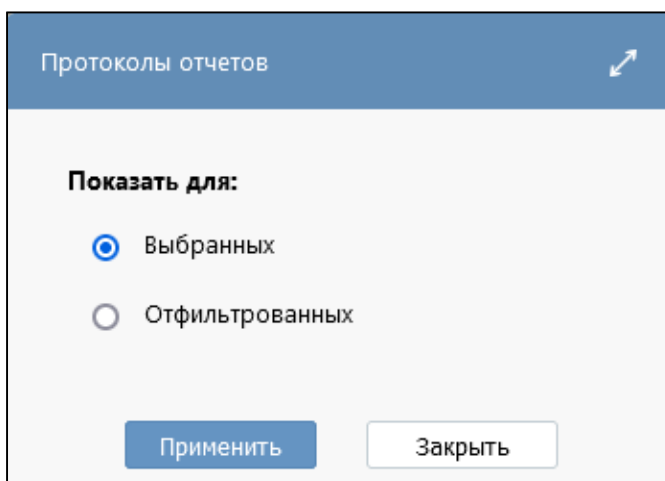 Протоколы отчетов
Показать для:
Выбранных
Отфильтрованных
Применить Закрыть